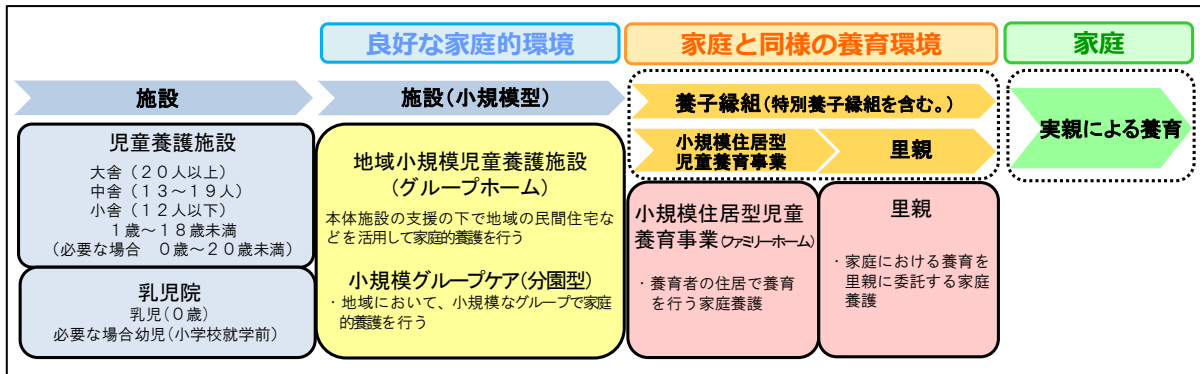 良好な家庭的環境
家庭と同様の養育環境
家庭
施設
施設(小規模型)
養子縁組(特別養子縁組を含む。)
小規模住居型
児童養育事業
里親
実親による養育
児童養護施設
大舎(20人以上)
中舎(13~19人)
小舎(12人以下)
1歳~18歳未満
(必要な場合 0歳~20歳未満)
乳児院
乳児(0歳)
必要な場合幼児(小学校就学前)
地域小規模児童養護施設
(グループホーム)
本体施設の支援の下で地域の民間住宅な
どを活用して家庭的養護を行う
小規模グループケア(分園型)
・地域において、小規模なグループで家庭
的養護を行う
小規模住居型児童
養育事業(ファミリーホーム)
・養育者の住居で養育
を行う家庭養護
里親
・家庭における養育を
里親に委託する家庭
養護